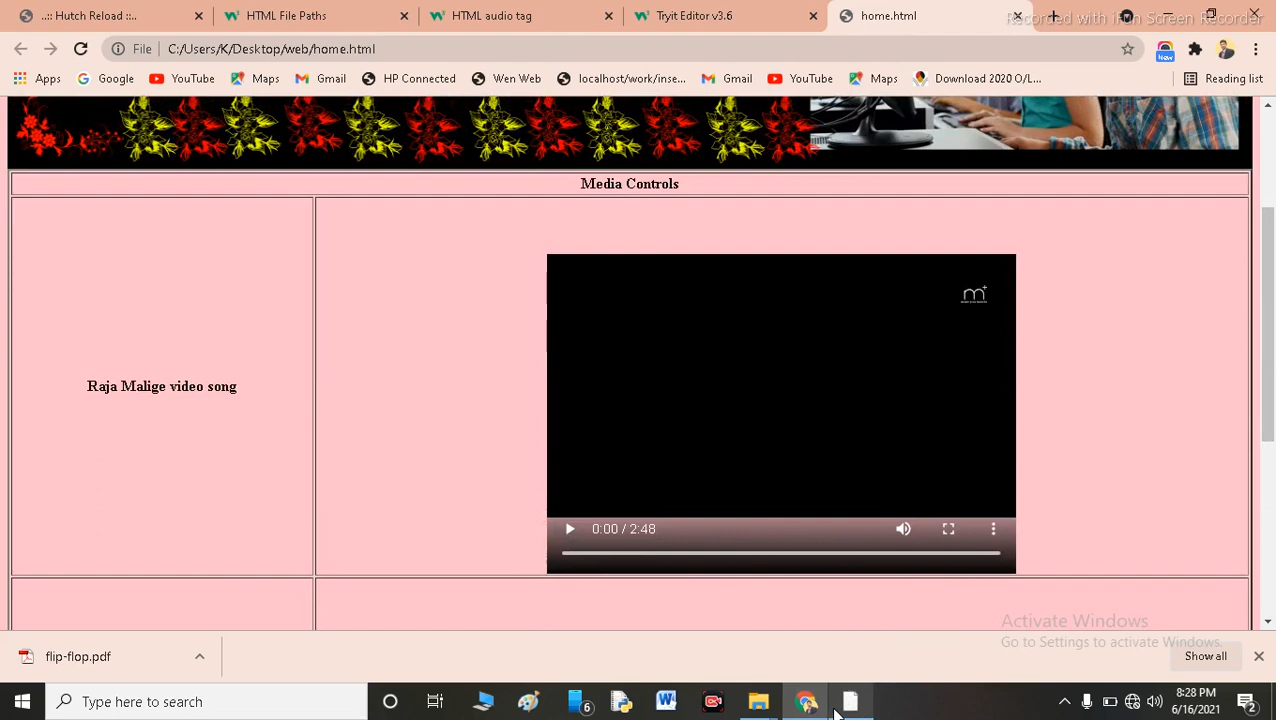 ..:: Hutch Reload ::..
HTML File Paths
HTML audio tag
Tryit Editor v3.6
home.html
Recorded with iFun Screen Recorder
File C:/Users/K/Desktop/web/home.html
Apps
Google
YouTube
Maps
Gmail
HP Connected
Wen Web
localhost/work/inse...
Gmail
YouTube
Maps
Download 2020 O/L...
Reading list
New
Media Controls
m+
Raja Malige video song
0:00 / 2:48
Activate Windows
Go to Settings to activate Windows.
flip-flop.pdf
Show all
Type here to search
6
8:28 PM
6/16/2021
2